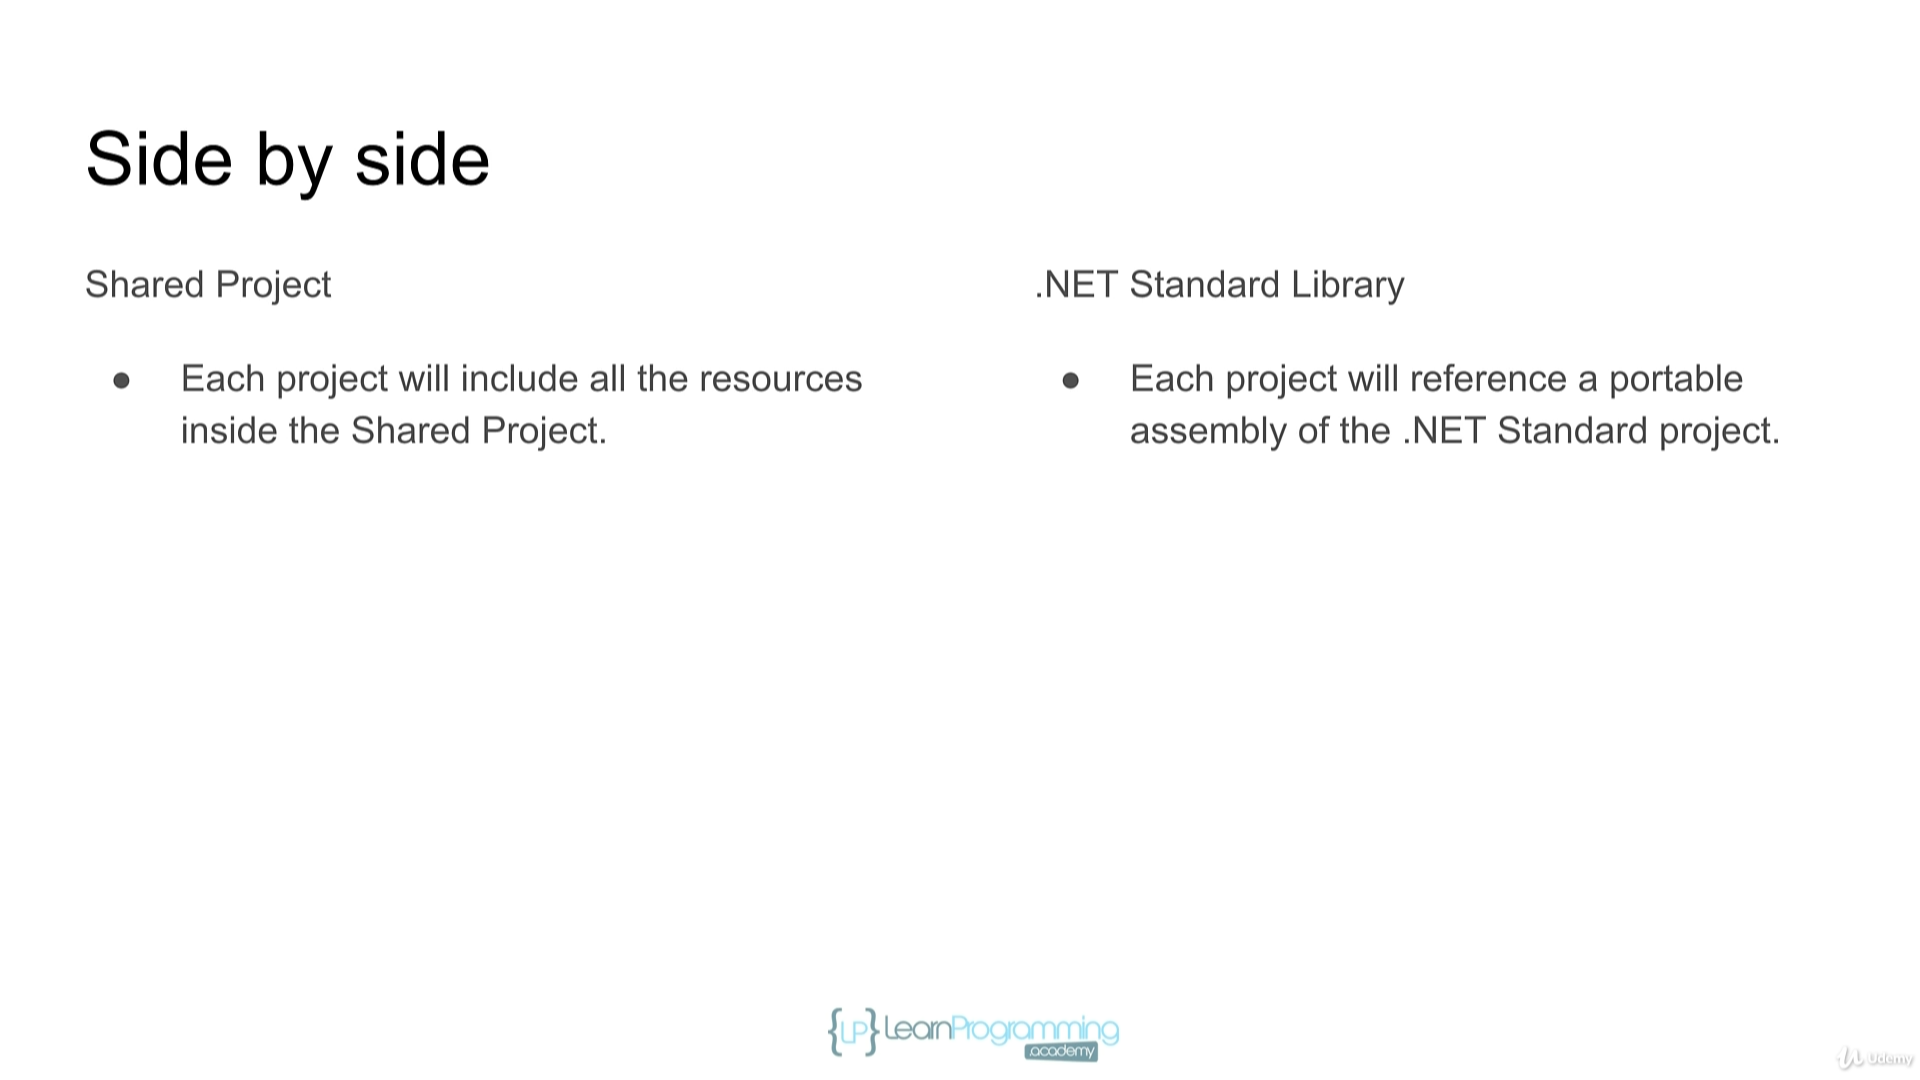 Side by side
Shared Project
● Each project will include all the resources
inside the Shared Project.
.NET Standard Library
● Each project will reference a portable
assembly of the .NET Standard project.
{LP} LearnProgramming
academy
Udemy